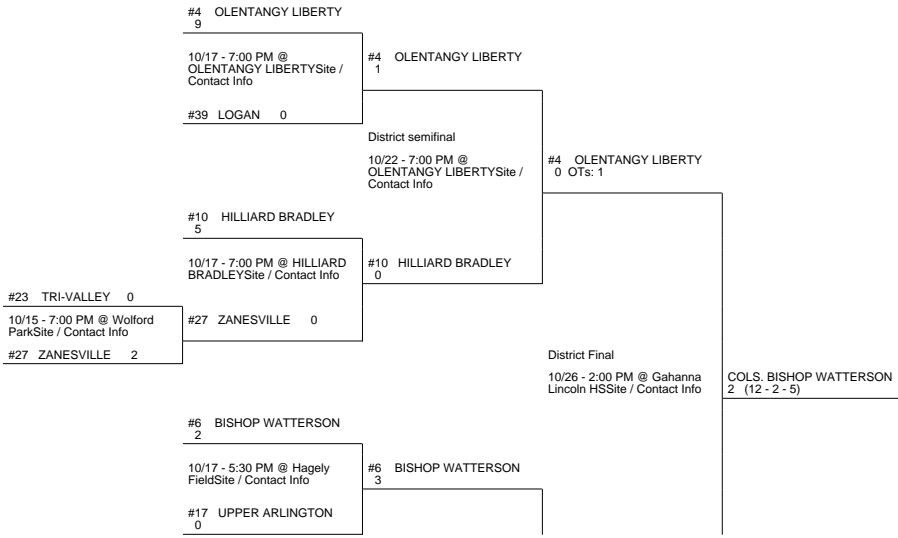 #4 OLENTANGY LIBERTY
9
10/17 - 7:00 PM @
OLENTANGY LIBERTYSite /
Contact Info
#39 LOGAN 0
#4 OLENTANGY LIBERTY
1
District semifinal
10/22 - 7:00 PM @
OLENTANGY LIBERTYSite /
Contact Info
#4 OLENTANGY LIBERTY
0 OTs: 1
#10 HILLIARD BRADLEY
5
10/17 - 7:00 PM @ HILLIARD
BRADLEYSite / Contact Info
#10 HILLIARD BRADLEY
0
#23 TRI-VALLEY 0
10/15 - 7:00 PM @ Wolford
ParkSite / Contact Info
#27 ZANESVILLE 2
#27 ZANESVILLE 0
District Final
10/26 - 2:00 PM @ Gahanna
Lincoln HSSite / Contact Info
COLS. BISHOP WATTERSON
2 (12 - 2 - 5)
#6 BISHOP WATTERSON
2
10/17 - 5:30 PM @ Hagely
FieldSite / Contact Info
#6 BISHOP WATTERSON
3
#17 UPPER ARLINGTON
0